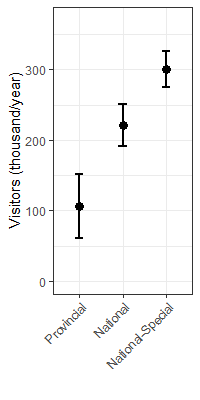 Visitors (thousand/year)
300
200
100
0
Provincial
National
National-Special